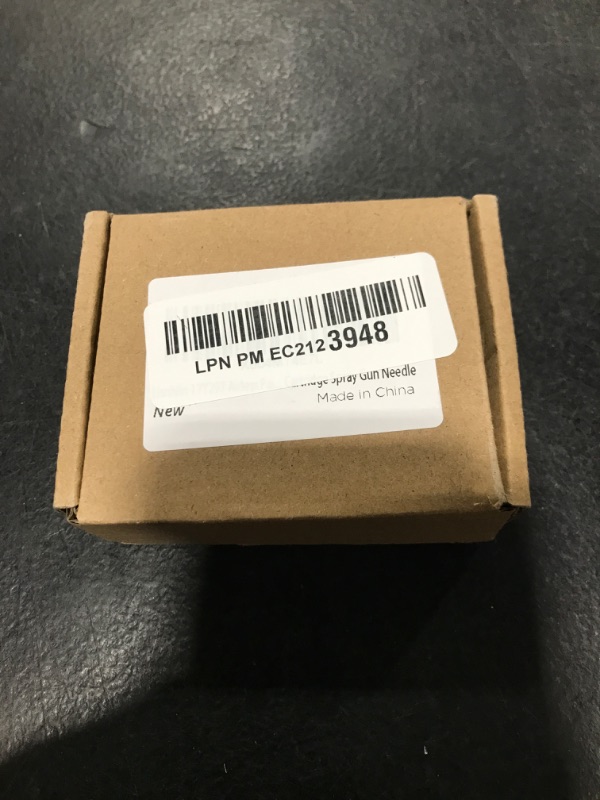 LPN PM EC2123948
Spray Gun Needle
New
Made in China